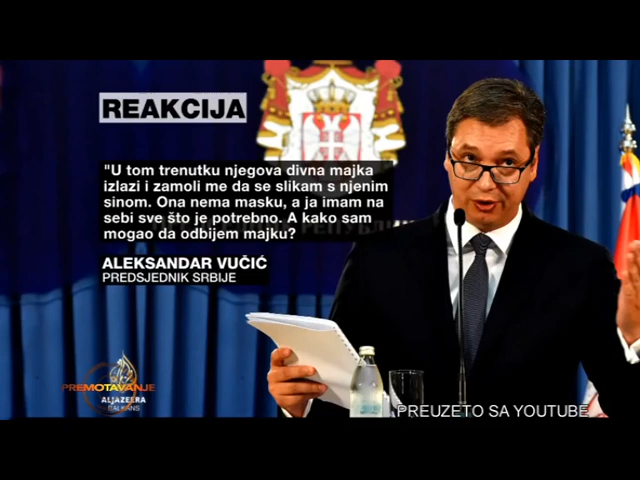 REAKCIJA
"U tom trenutku njegova divna majka
izlazi i zamoli me da se slikam s njenim
sinom. Ona nema masku, a ja imam na
sebi sve što je potrebno. A kako sam
mogao da odbijem majku?
ALEKSANDAR VUČIĆ
PREDSJEDNIK SRBIJE
PREMOTAVANJE
ALJAZEERA
BALKANS
PREUZETO SA YOUTUBE